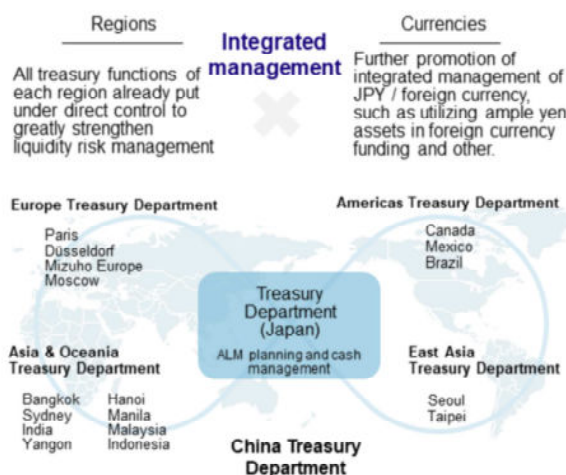 Regions
All treasury functions of
each region already put
under direct control to
greatly strengthen
liquidity risk management
Integrated
management
Currencies
Further promotion of
integrated management of
JPY / foreign currency,
such as utilizing ample yen
assets in foreign currency
funding and other.
Europe Treasury Department
Paris
Düsseldorf
Mizuho Europe
Moscow
Americas Treasury Department
Canada
Mexico
Brazil
Treasury
Department
(Japan)
ALM planning and cash
management
Asia & Oceania
Treasury Department
Bangkok Hanoi
Sydney Manila
India Malaysia
Yangon Indonesia
East Asia
Treasury Department
Seoul
Taipei
China Treasury
Department